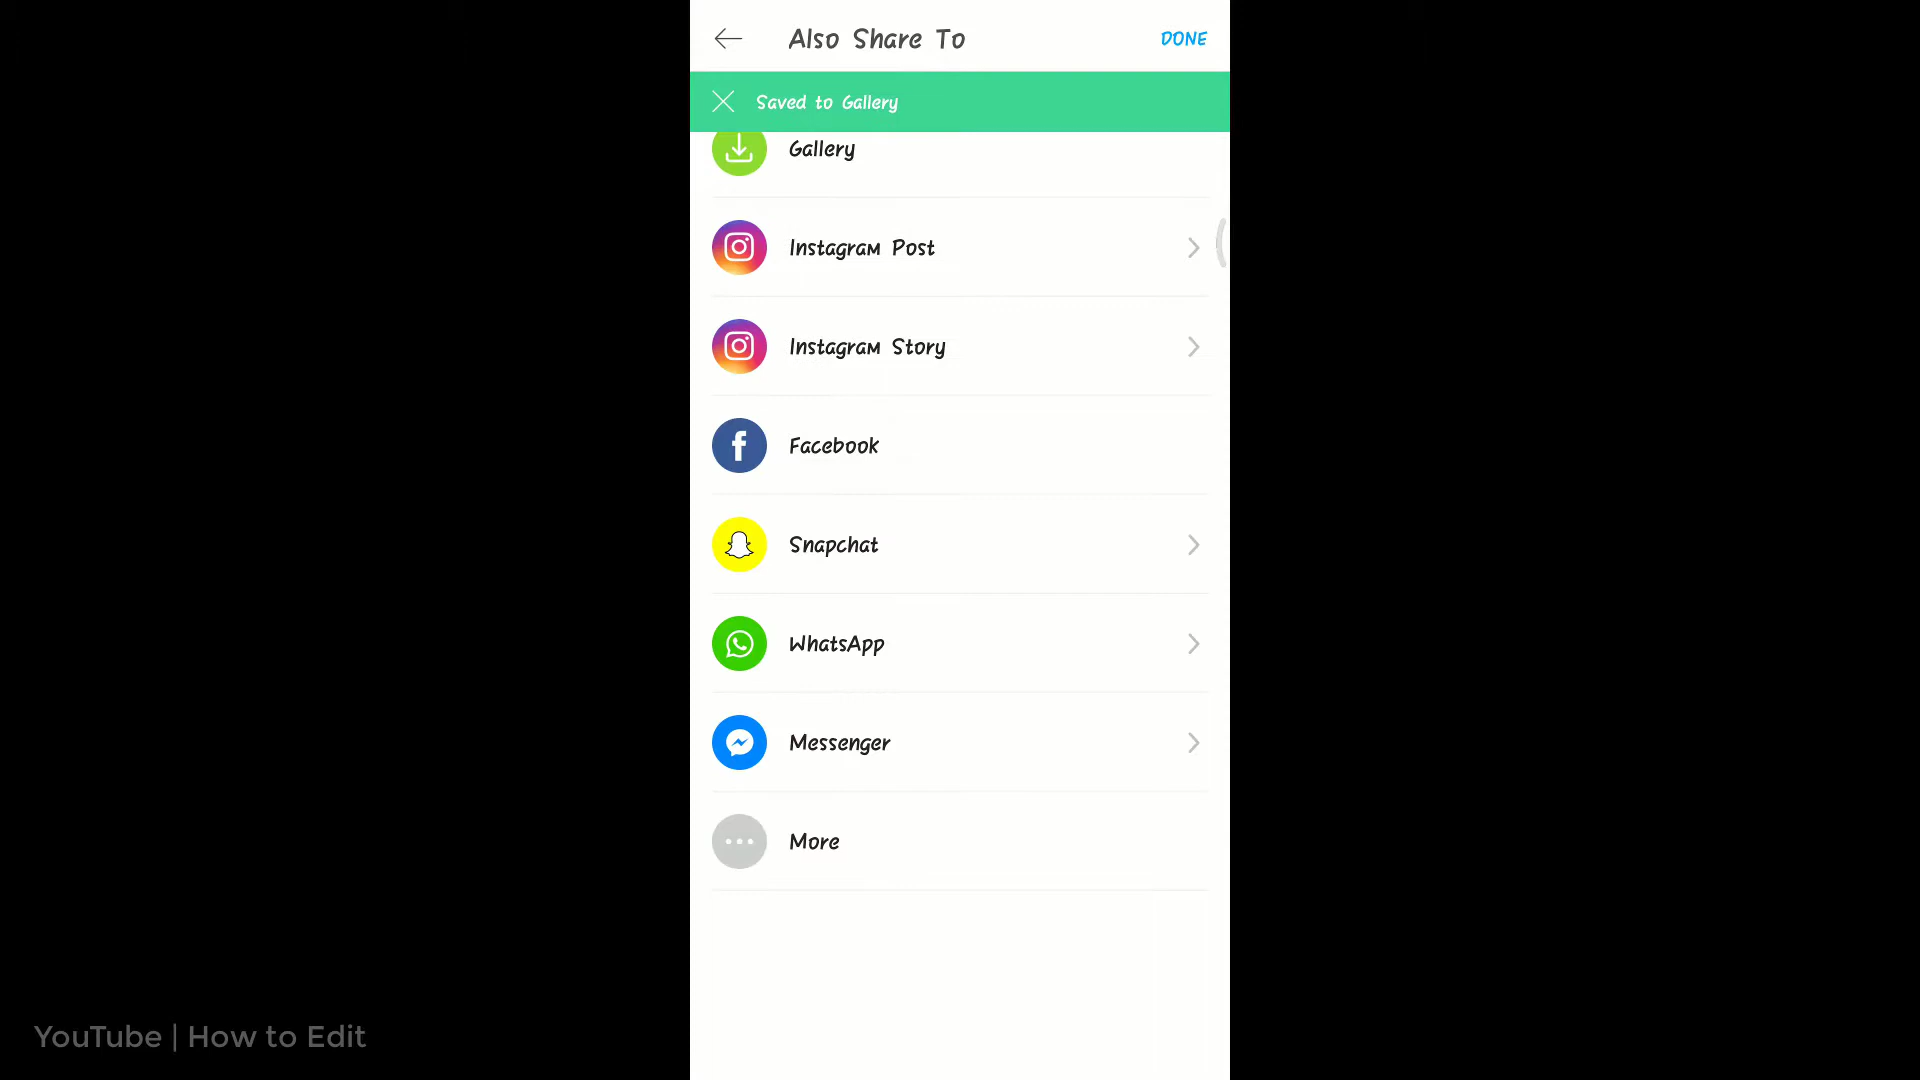 Also Share To
DONE
Saved to Gallery
Gallery
Instagram Post
Instagram Story
Facebook
Snapchat
WhatsApp
Messenger
More
YouTube | How to Edit